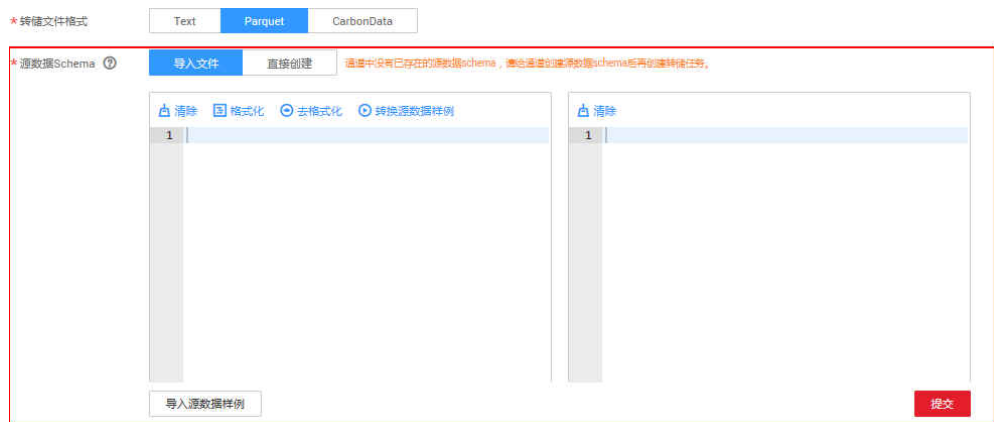 *转储文件格式 Text Parquet CarbonData
*源数据Schema ? 导入文件 直接创建 通道中没有已存在的源数据schema，请给通道创建源数据schema后再创建转储任务。
清除 格式化 去格式化 转换源数据样例 清除
1 1
导入源数据样例 提交